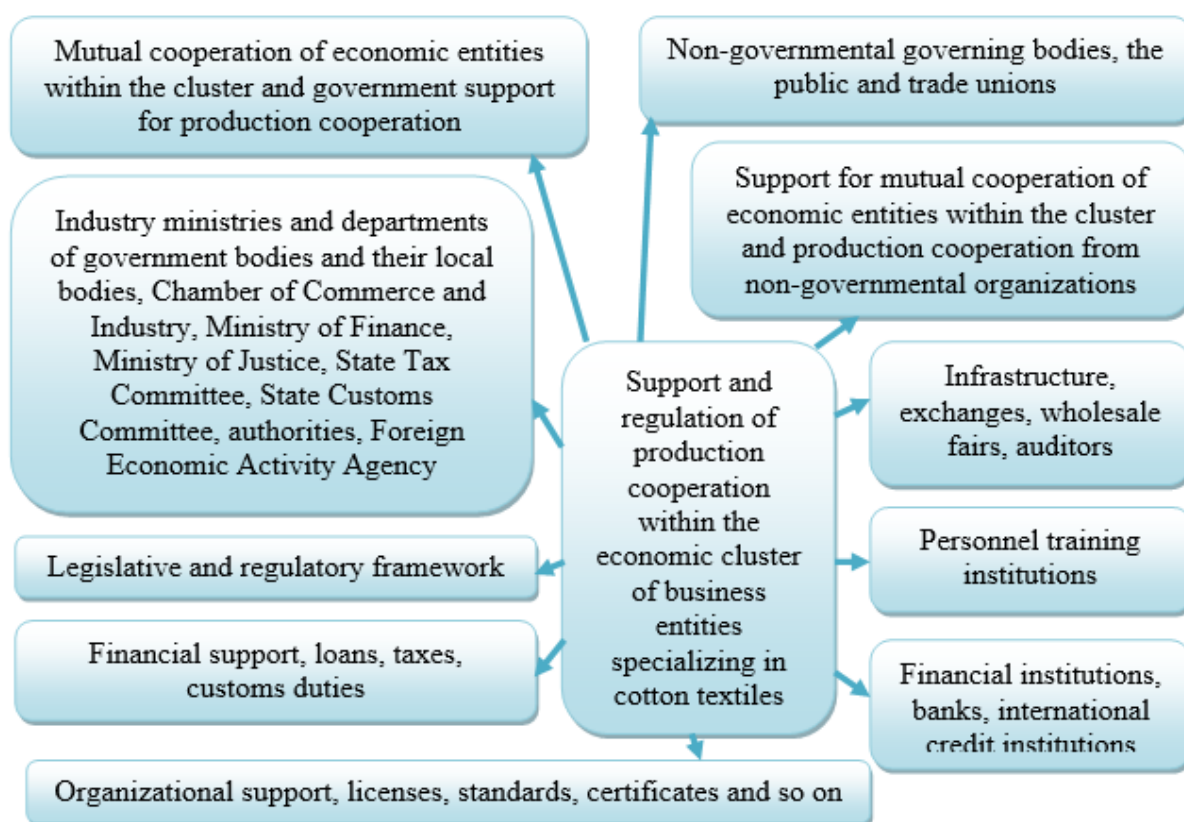 Mutual cooperation of economic entities
within the cluster and government support
for production cooperation
Non-governmental governing bodies, the
public and trade unions
Industry ministries and departments
of government bodies and their local
bodies, Chamber of Commerce and
Industry, Ministry of Finance,
Ministry of Justice, State Tax
Committee, State Customs
Committee, authorities, Foreign
Economic Activity Agency
Support for mutual cooperation of
economic entities within the cluster
and production cooperation from
non-governmental organizations
Support and
regulation of
production
cooperation
within the
economic cluster
of business
entities
specializing in
cotton textiles
Infrastructure,
exchanges, wholesale
fairs, auditors
Legislative and regulatory framework
Personnel training
institutions
Financial support, loans, taxes,
customs duties
Financial institutions,
banks, international
credit institutions
Organizational support, licenses, standards, certificates and so on